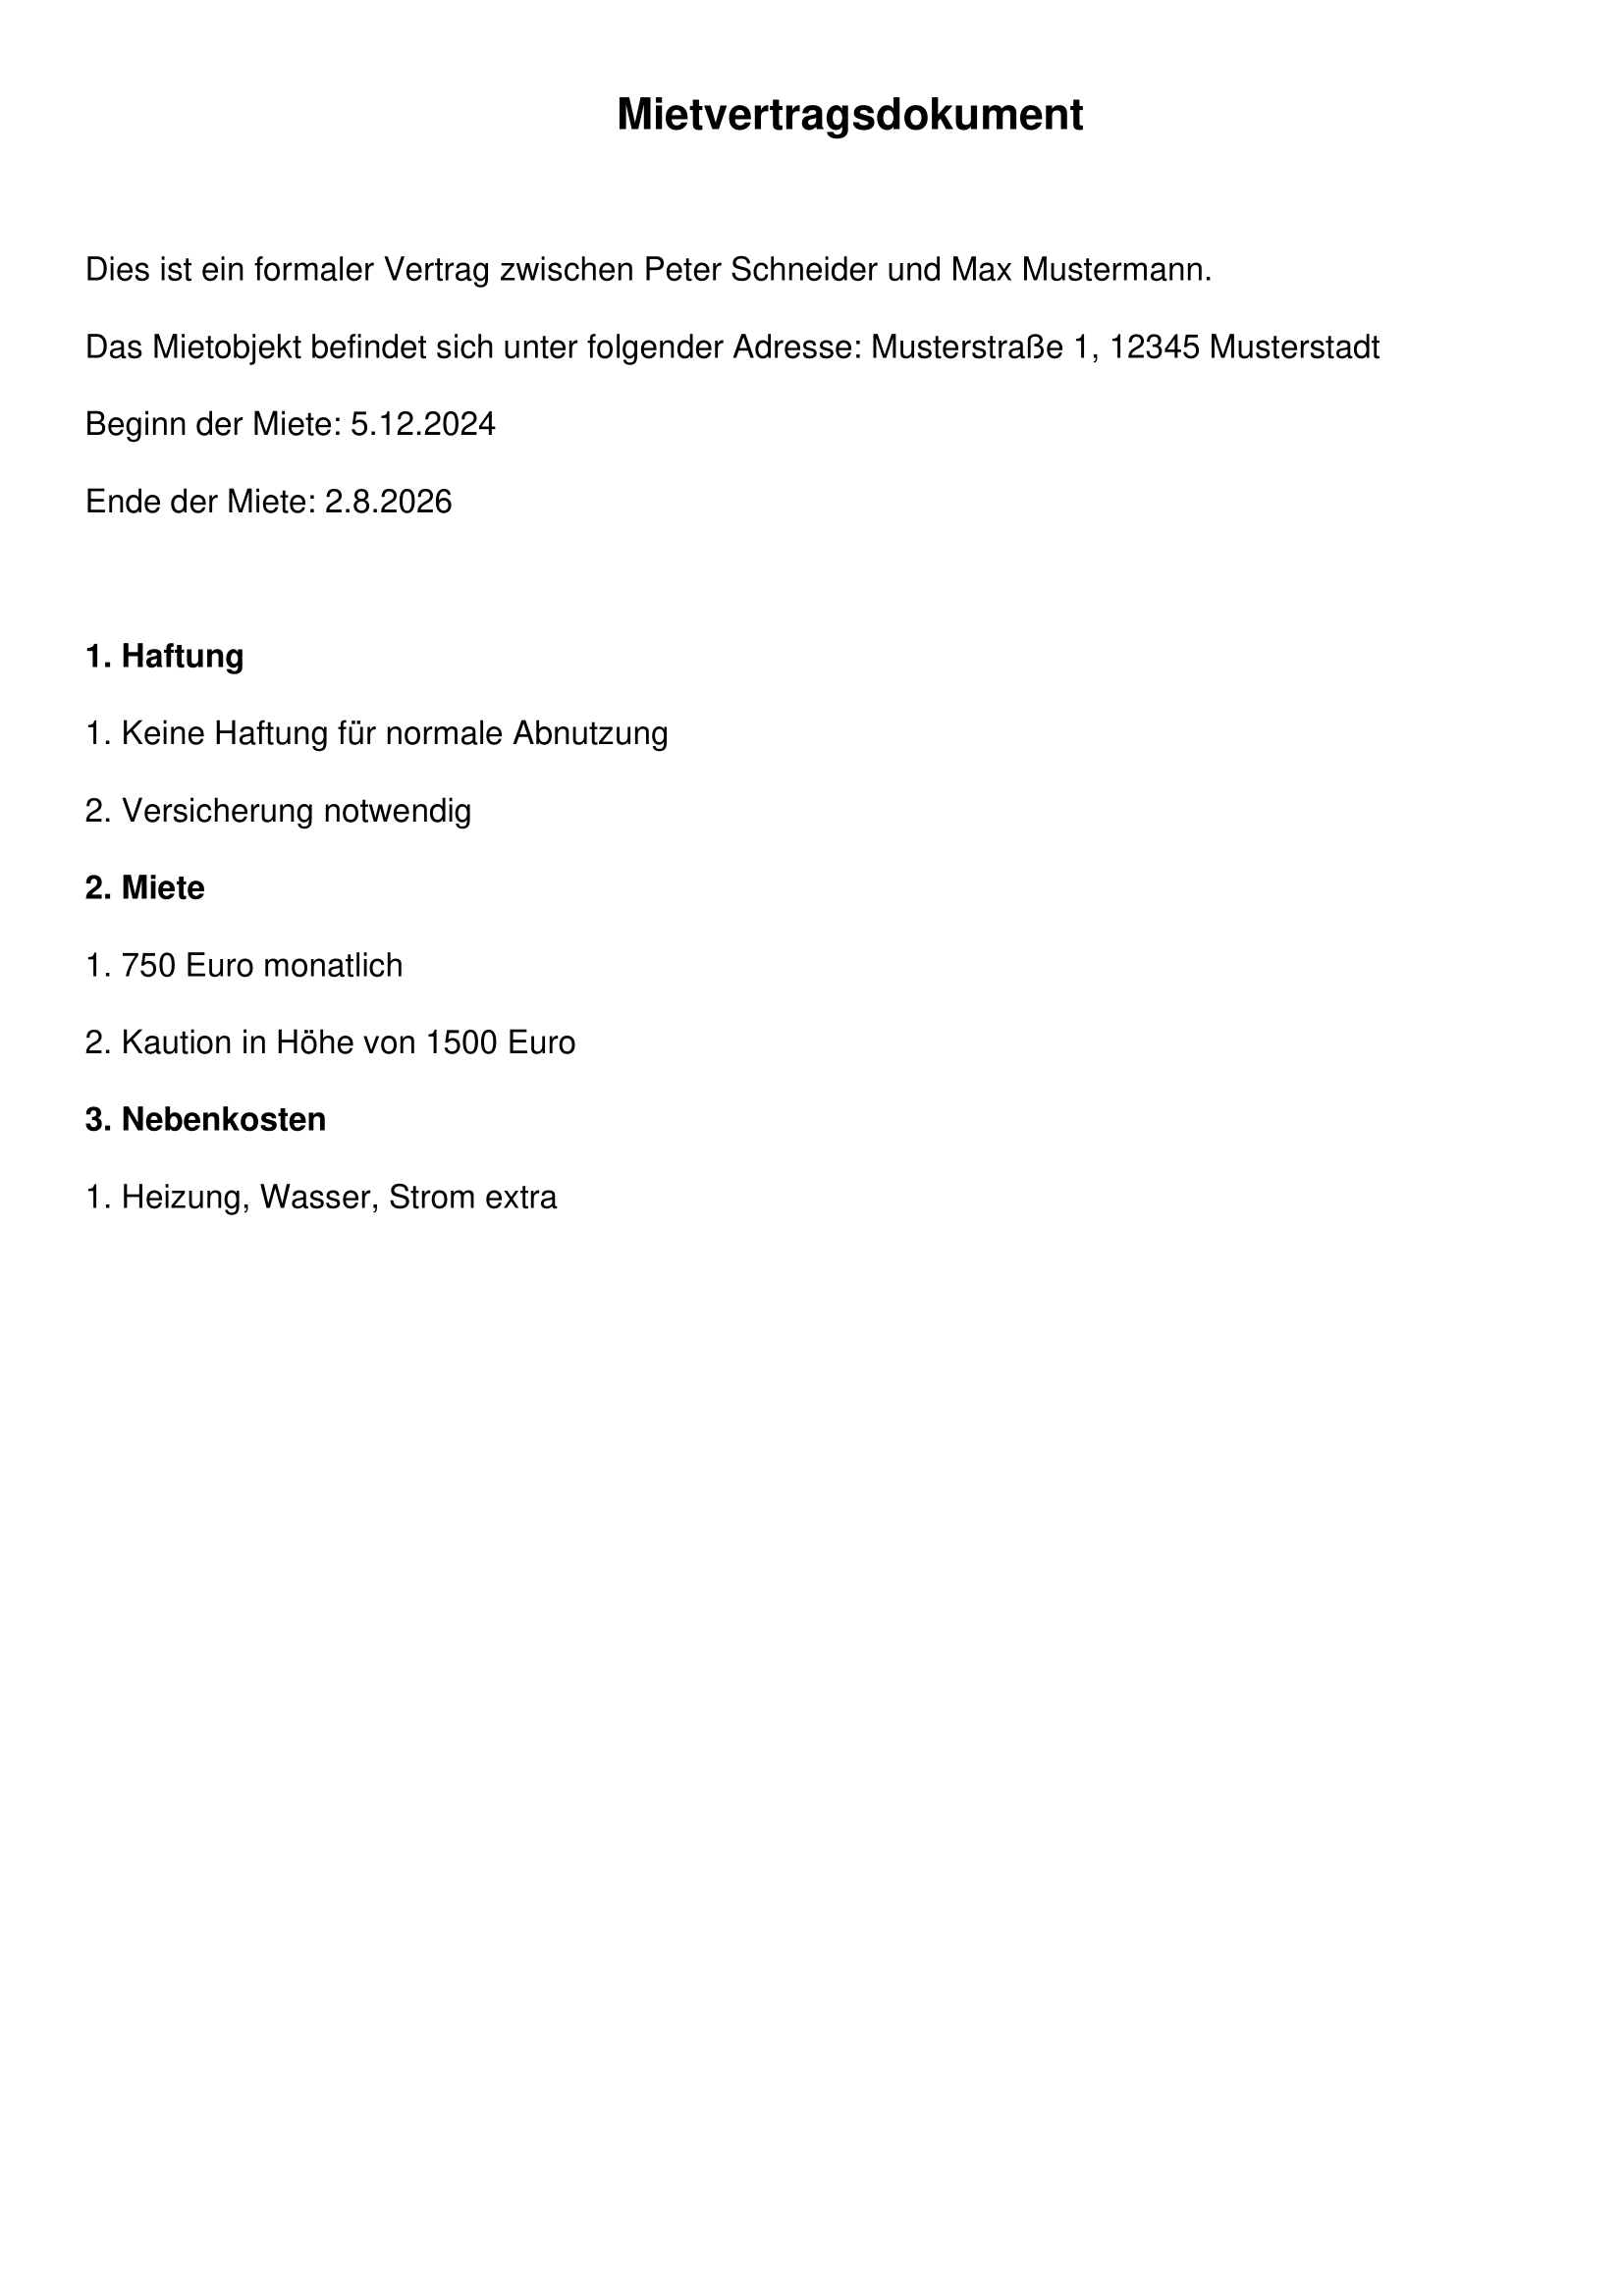 Mietvertragsdokument
Dies ist ein formaler Vertrag zwischen Peter Schneider und Max Mustermann.
Das Mietobjekt befindet sich unter folgender Adresse: Musterstraße 1, 12345 Musterstadt
Beginn der Miete: 5.12.2024
Ende der Miete: 2.8.2026
1. Haftung
1. Keine Haftung für normale Abnutzung
2. Versicherung notwendig
2. Miete
1. 750 Euro monatlich
2. Kaution in Höhe von 1500 Euro
3. Nebenkosten
1. Heizung, Wasser, Strom extra